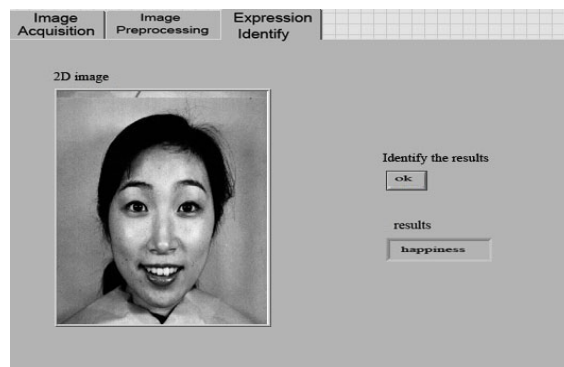 Image
Acquisition
Image
Preprocessing
Expression
Identify
2D image
Identify the results
ok
results
happiness